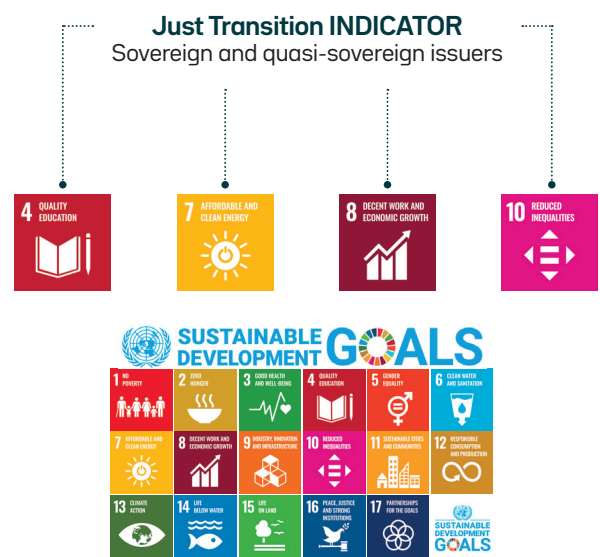 Just Transition INDICATOR
Sovereign and quasi-sovereign issuers
4 QUALITY
EDUCATION
7 AFFORDABLE AND
CLEAN ENERGY
8 DECENT WORK AND
ECONOMIC GROWTH
10 REDUCED
INEQUALITIES
SUSTAINABLE
DEVELOPMENT
GOALS
1 NO
POVERTY
2 ZERO
HUNGER
3 GOOD HEALTH
AND WELL-BEING
4 QUALITY
EDUCATION
5 GENDER
EQUALITY
6 CLEAN WATER
AND SANITATION
7 AFFORDABLE AND
CLEAN ENERGY
8 DECENT WORK AND
ECONOMIC GROWTH
9 INDUSTRY, INNOVATION
AND INFRASTRUCTURE
10 REDUCED
INEQUALITIES
11 SUSTAINABLE CITIES
AND COMMUNITIES
12 RESPONSIBLE
CONSUMPTION
AND PRODUCTION
13 CLIMATE
ACTION
14 LIFE
BELOW WATER
15 LIFE
ON LAND
16 PEACE, JUSTICE
AND STRONG
INSTITUTIONS
17 PARTNERSHIPS
FOR THE GOALS
SUSTAINABLE
DEVELOPMENT
GOALS